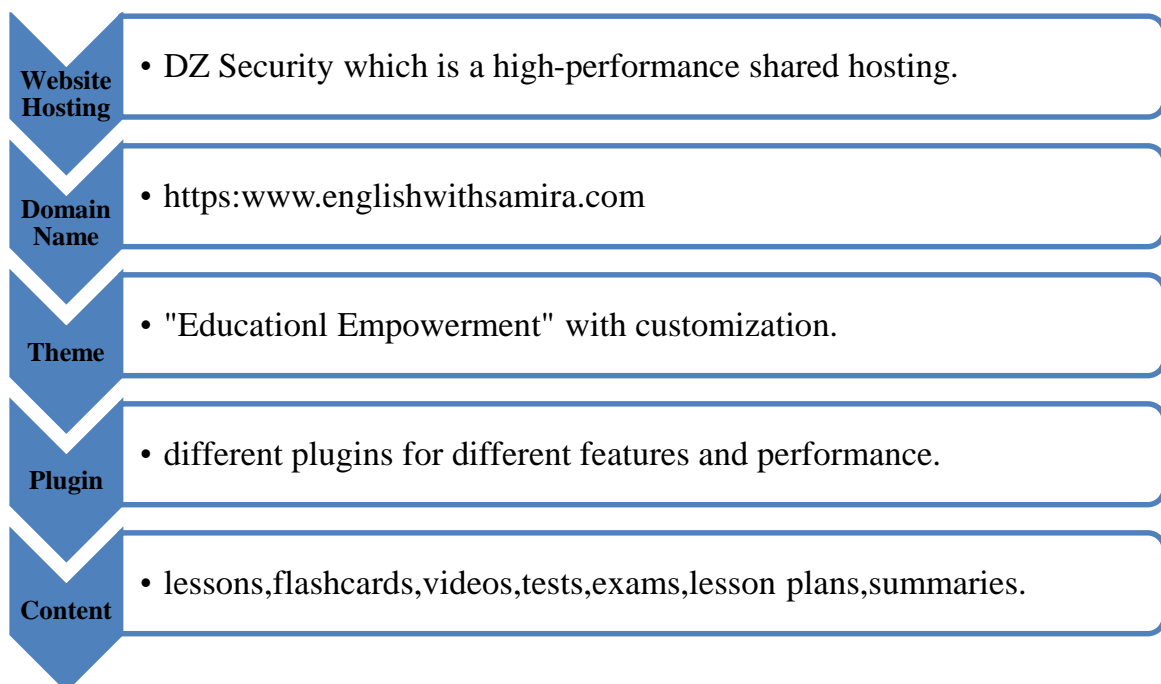 Website
Hosting
• DZ Security which is a high-performance shared hosting.
Domain
Name
• https:www.englishwithsamira.com
Theme
• "Educationl Empowerment" with customization.
Plugin
• different plugins for different features and performance.
Content
• lessons,flashcards,videos,tests,exams,lesson plans,summaries.